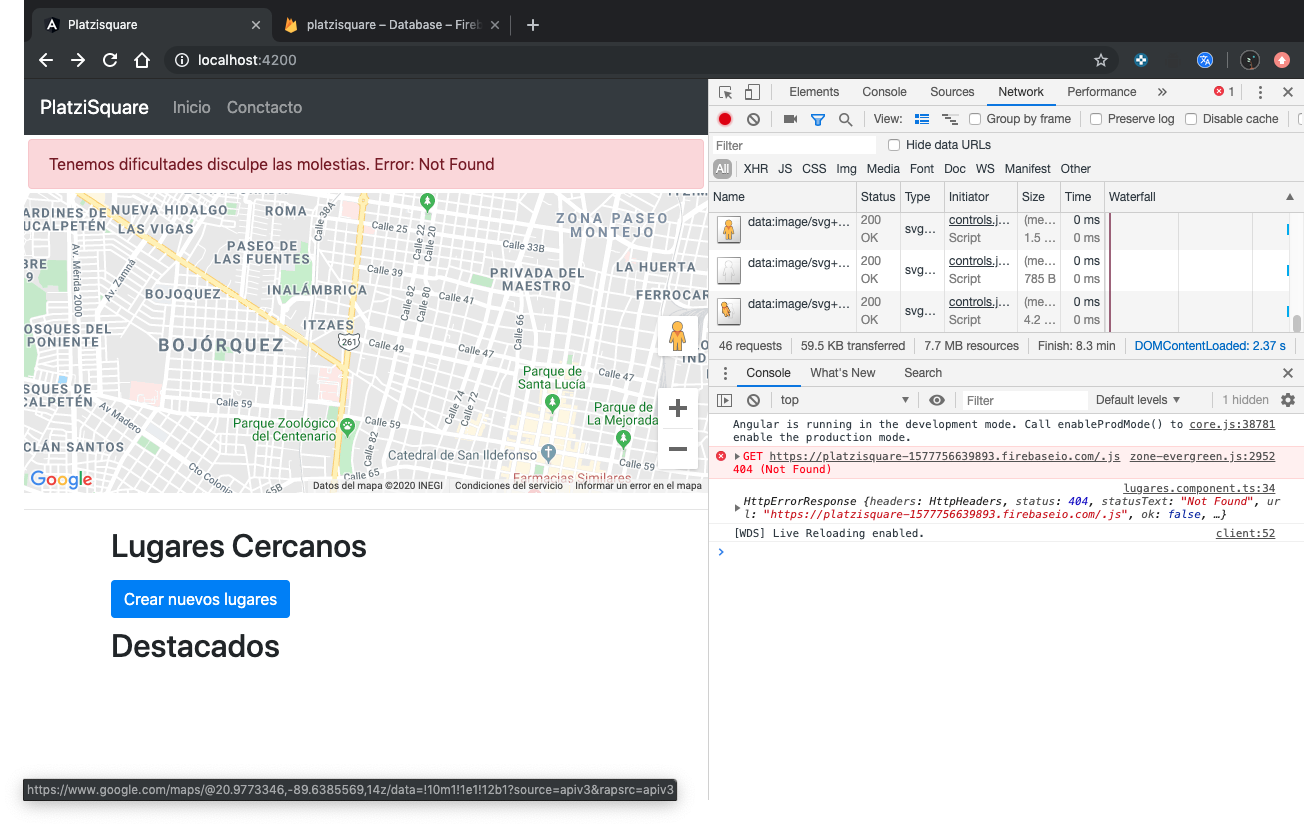 Platzisquare
platzisquare – Database – Fireb
localhost:4200
PlatziSquare Inicio Conctacto
Tenemos dificultades disculpe las molestias. Error: Not Found
ARDINES DE
UCALPETÉN
NUEVA HIDALGO
LAS VIGAS
ROMA
Calle 38A
Calle 25
Calle 22
Calle 20
ZONA PASEO
MONTEJO
PASEO DE
LAS FUENTES
Calle 33B
Av. Mérida 2000
Av. Zamná
Calle 39
PRIVADA DEL
MAESTRO
LA HUERTA
BOJOQUEZ
INALÁMBRICA
Calle 82
Calle 80
Calle 41
FERROCAR
OSQUES DEL
PONIENTE
ITZAES
Calle 66
BOJÓRQUEZ
261
Calle 49
Calle 47
Parque de
Santa Lucía
Calle 47
SQUES DE
CALPETÉN
Calle 74
Calle 72
Av Madero
Parque Zoológico
del Centenario
Calle 59
Parque de
La Mejorada
CLÁN SANTOS
Catedral de San Ildefonso
Calle 65
Calle 59
Cto Colonias
Farmacias Similares
Google
Datos del mapa ©2020 INEGI Condiciones del servicio Informar un error en el mapa
Lugares Cercanos
Crear nuevos lugares
Destacados
https://www.google.com/maps/@20.9773346,-89.6385569,14z/data=!10m1!1e1!12b1?source=apiv3&rapsrc=apiv3
Elements Console Sources Network Performance » 1
View: Group by frame Preserve log Disable cache
Filter Hide data URLs
All XHR JS CSS Img Media Font Doc WS Manifest Other
Name Status Type Initiator Size Time Waterfall
data:image/svg+... 200 svg... controls.j... (me... 0 ms
OK Script 1.5 ... 0 ms
data:image/svg+... 200 svg... controls.j... (me... 0 ms
OK Script 785 B 0 ms
data:image/svg+... 200 svg... controls.j... (me... 0 ms
OK Script 4.2 ... 0 ms
46 requests 59.5 KB transferred 7.7 MB resources Finish: 8.3 min DOMContentLoaded: 2.37 s
Console What's New Search
top Filter Default levels 1 hidden
Angular is running in the development mode. Call enableProdMode() to core.js:38781
enable the production mode.
GET https://platzisquare-1577756639893.firebaseio.com/.js zone-evergreen.js:2952
404 (Not Found)
lugares.component.ts:34
HttpErrorResponse {headers: HttpHeaders, status: 404, statusText: "Not Found", ur
l: "https://platzisquare-1577756639893.firebaseio.com/.js", ok: false, …}
[WDS] Live Reloading enabled. client:52